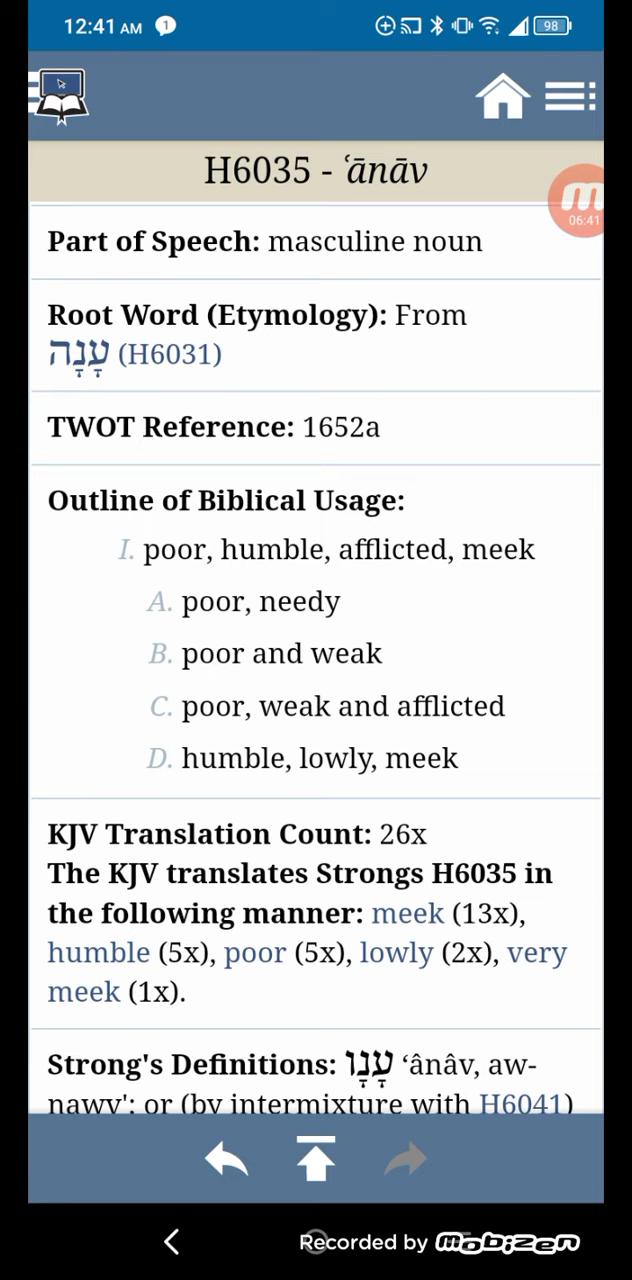 12:41 AM 1 98
H6035 - ʿānāv
06:41
Part of Speech: masculine noun
Root Word (Etymology): From
עָנָה (H6031)
TWOT Reference: 1652a
Outline of Biblical Usage:
I. poor, humble, afflicted, meek
A. poor, needy
B. poor and weak
C. poor, weak and afflicted
D. humble, lowly, meek
KJV Translation Count: 26x
The KJV translates Strongs H6035 in
the following manner: meek (13x),
humble (5x), poor (5x), lowly (2x), very
meek (1x).
Strong's Definitions: עָנָו ʻânâv, aw-
nawv'; or (by intermixture with H6041)
Recorded by mobizen